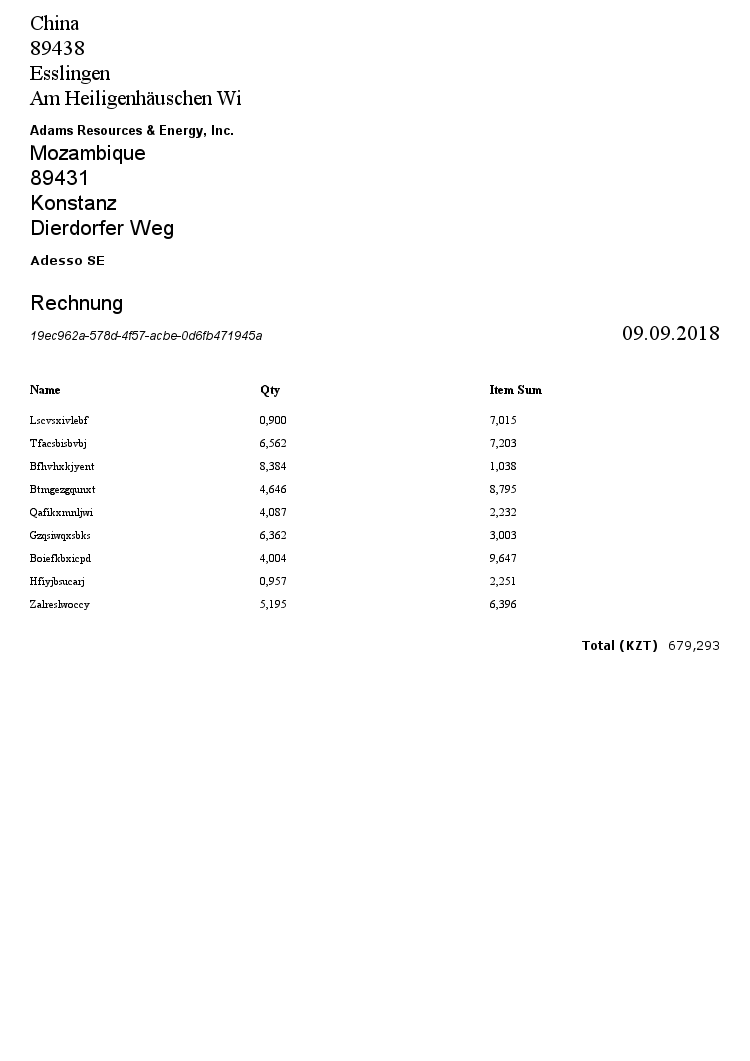 China
89438
Esslingen
Am Heiligenhäuschen Wi
Adams Resources & Energy, Inc.
Mozambique
89431
Konstanz
Dierdorfer Weg
Adesso SE
Rechnung
19ec962a-578d-4f57-acbe-0d6fb471945a 09.09.2018
Name Qty Item Sum
Lscvsxivlebf 0,900 7,015
Tfacsbisbvbj 6,562 7,203
Bfhvhxkjyent 8,384 1,038
Btmgezgqunxt 4,646 8,795
Qafikxmnljwi 4,087 2,232
Gzqsiwqxsbks 6,362 3,003
Boiefkbxicpd 4,004 9,647
Hfiyjbsucarj 0,957 2,251
Zalreslwoccy 5,195 6,396
Total (KZT) 679,293